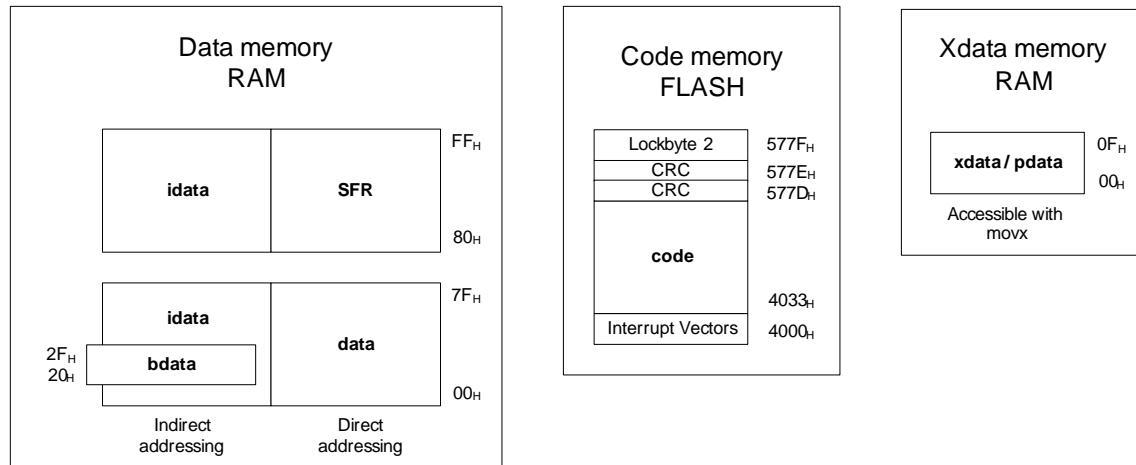 Data memory
RAM
idata
SFR
FFH
80H
idata
bdata
data
7FH
2FH
20H
00H
Indirect
addressing
Direct
addressing
Code memory
FLASH
Lockbyte 2
577FH
CRC
577EH
CRC
577DH
code
4033H
Interrupt Vectors
4000H
Xdata memory
RAM
xdata / pdata
0FH
00H
Accessible with
movx